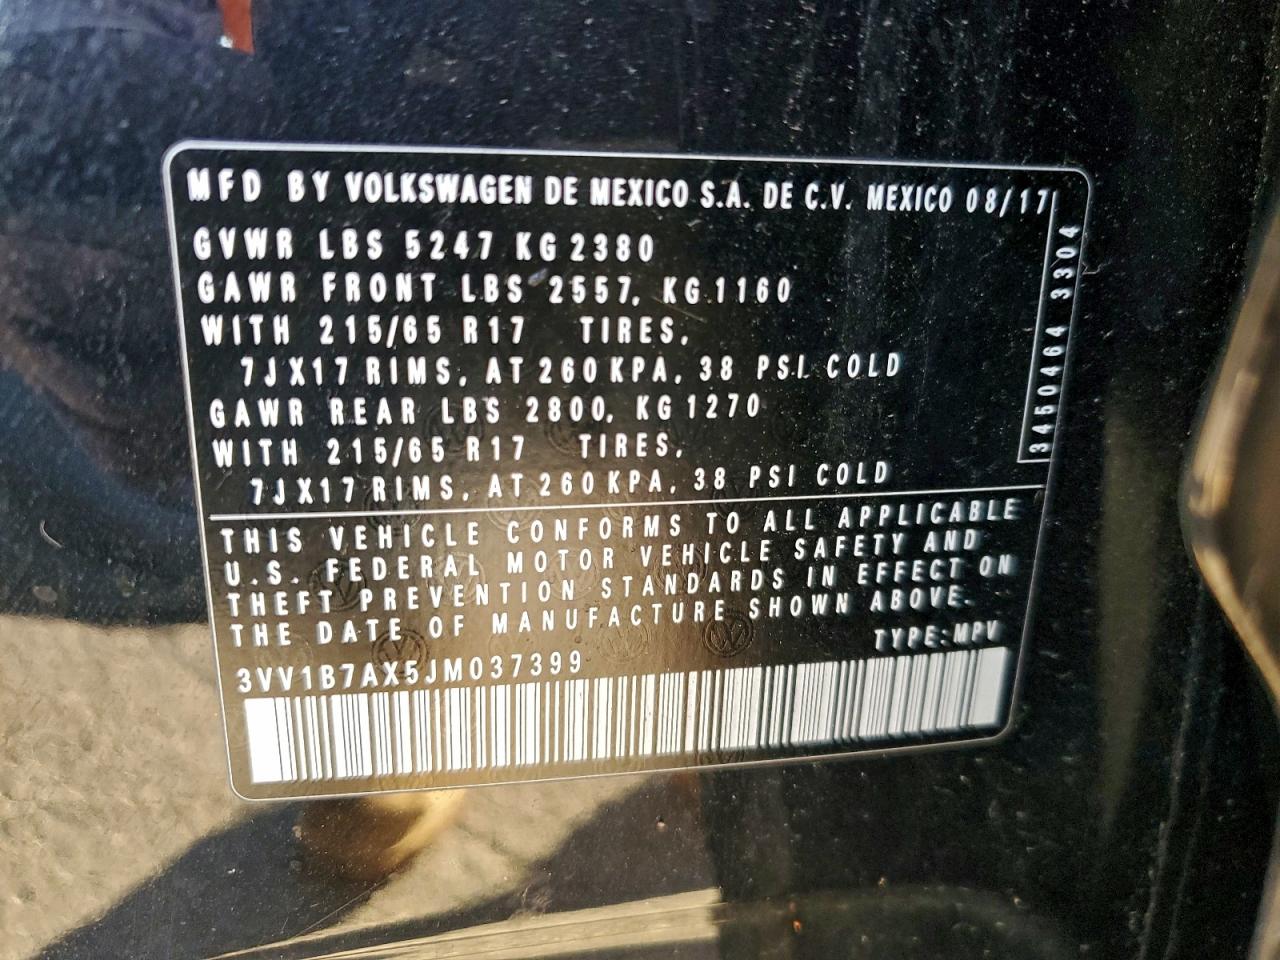 MFD BY VOLKSWAGEN DE MEXICO S.A. DE C.V. MEXICO 08/17
GVWR LBS 5247 KG 2380
GAWR FRONT LBS 2557, KG 1160
WITH 215/65 R17 TIRES,
7JX17 RIMS, AT 260 KPA, 38 PSI COLD
GAWR REAR LBS 2800, KG 1270
WITH 215/65 R17 TIRES,
7JX17 RIMS, AT 260 KPA, 38 PSI COLD
3450464 3304
THIS VEHICLE CONFORMS TO ALL APPLICABLE
U.S. FEDERAL MOTOR VEHICLE SAFETY AND
THEFT PREVENTION STANDARDS IN EFFECT ON
THE DATE OF MANUFACTURE SHOWN ABOVE.
TYPE: MPV
3VV1B7AX5JM037399